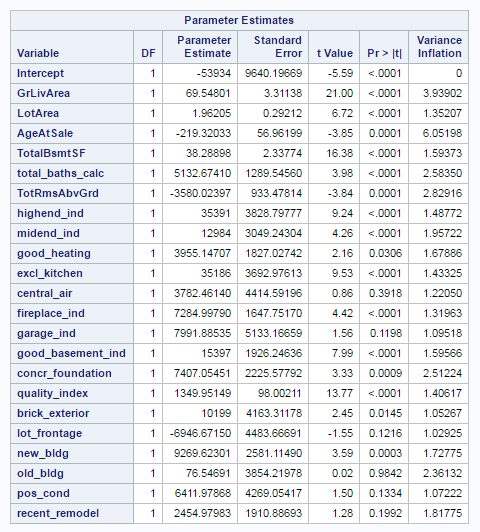 Parameter Estimates
Variable DF Parameter Estimate Standard Error t Value Pr > |t| Variance Inflation
Intercept 1 -53934 9640.19669 -5.59 <.0001 0
GrLivArea 1 69.54801 3.31138 21.00 <.0001 3.93902
LotArea 1 1.96205 0.29212 6.72 <.0001 1.35207
AgeAtSale 1 -219.32033 56.96199 -3.85 0.0001 6.05198
TotalBsmtSF 1 38.28898 2.33774 16.38 <.0001 1.59373
total_baths_calc 1 5132.67410 1289.54560 3.98 <.0001 2.58350
TotRmsAbvGrd 1 -3580.02397 933.47814 -3.84 0.0001 2.82916
highend_ind 1 35391 3828.79777 9.24 <.0001 1.48772
midend_ind 1 12984 3049.24304 4.26 <.0001 1.95722
good_heating 1 3955.14707 1827.02742 2.16 0.0306 1.67886
excl_kitchen 1 35186 3692.97613 9.53 <.0001 1.43325
central_air 1 3782.46140 4414.59196 0.86 0.3918 1.22050
fireplace_ind 1 7284.99790 1647.75170 4.42 <.0001 1.31963
garage_ind 1 7991.88535 5133.16659 1.56 0.1198 1.09518
good_basement_ind 1 15397 1926.24636 7.99 <.0001 1.59566
concr_foundation 1 7407.05451 2225.57792 3.33 0.0009 2.51224
quality_index 1 1349.95149 98.00211 13.77 <.0001 1.40617
brick_exterior 1 10199 4163.31178 2.45 0.0145 1.05267
lot_frontage 1 -6946.67150 4483.66691 -1.55 0.1216 1.02925
new_bldg 1 9269.62301 2581.11490 3.59 0.0003 1.72775
old_bldg 1 76.54691 3854.21978 0.02 0.9842 2.36132
pos_cond 1 6411.97868 4269.05417 1.50 0.1334 1.07222
recent_remodel 1 2454.97983 1910.88693 1.28 0.1992 1.81775